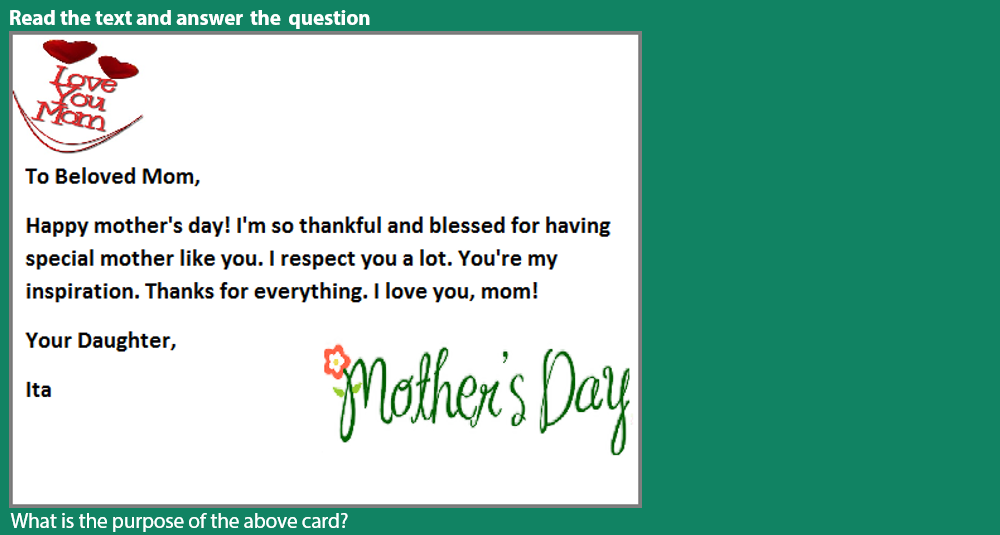 Read the text and answer the question
Love
You
Mom
To Beloved Mom,
Happy mother's day! I'm so thankful and blessed for having
special mother like you. I respect you a lot. You're my
inspiration. Thanks for everything. I love you, mom!
Your Daughter,
Ita
Mother's Day
What is the purpose of the above card?